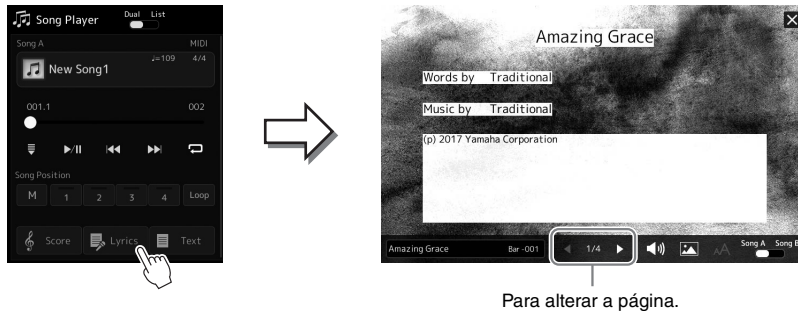 Song Player
Dual List
Song A MIDI
New Song1 ♩=109 4/4
001.1 002
Song Position
M 1 2 3 4 Loop
Score Lyrics Text
Amazing Grace
Words by Traditional
Music by Traditional
(p) 2017 Yamaha Corporation
Amazing Grace Bar -001 1/4 AA Song A Song B
Para alterar a página.